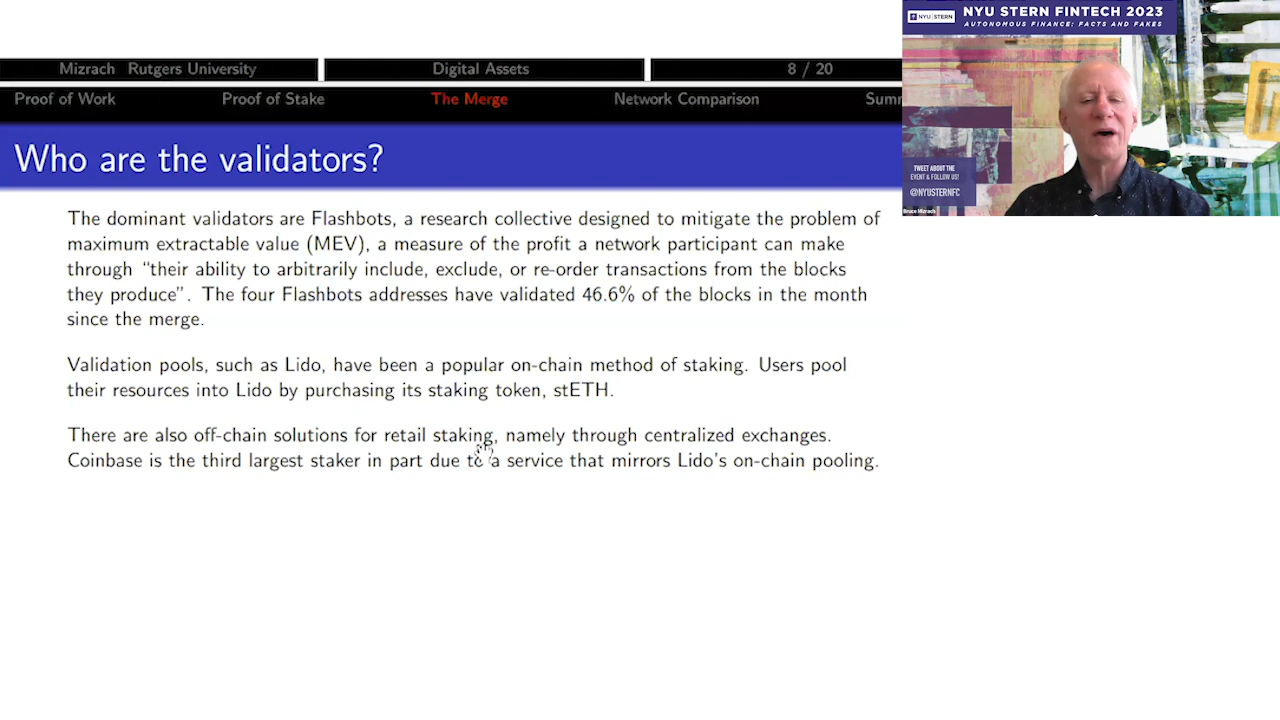 Mizrach Rutgers University
Digital Assets
8 / 20
Proof of Work
Proof of Stake
The Merge
Network Comparison
Summ
Who are the validators?
The dominant validators are Flashbots, a research collective designed to mitigate the problem of
maximum extractable value (MEV), a measure of the profit a network participant can make
through “their ability to arbitrarily include, exclude, or re-order transactions from the blocks
they produce”. The four Flashbots addresses have validated 46.6% of the blocks in the month
since the merge.
Validation pools, such as Lido, have been a popular on-chain method of staking. Users pool
their resources into Lido by purchasing its staking token, stETH.
There are also off-chain solutions for retail staking, namely through centralized exchanges.
Coinbase is the third largest staker in part due to a service that mirrors Lido’s on-chain pooling.
NYU STERN
NYU STERN FINTECH 2023
AUTONOMOUS FINANCE: FACTS AND FAKES
TWEET ABOUT THE
EVENT & FOLLOW US!
@NYUSTERNFC
Bruce Mizrach